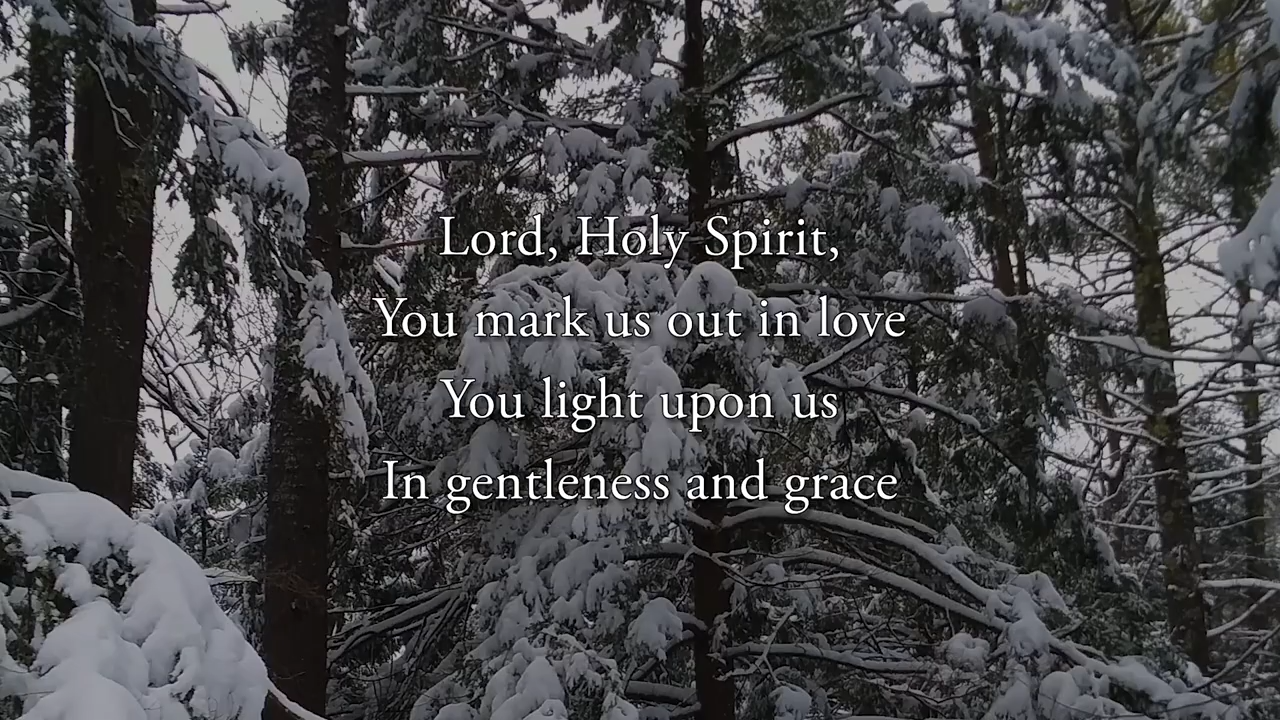 Lord, Holy Spirit,
You mark us out in love
You light upon us
In gentleness and grace